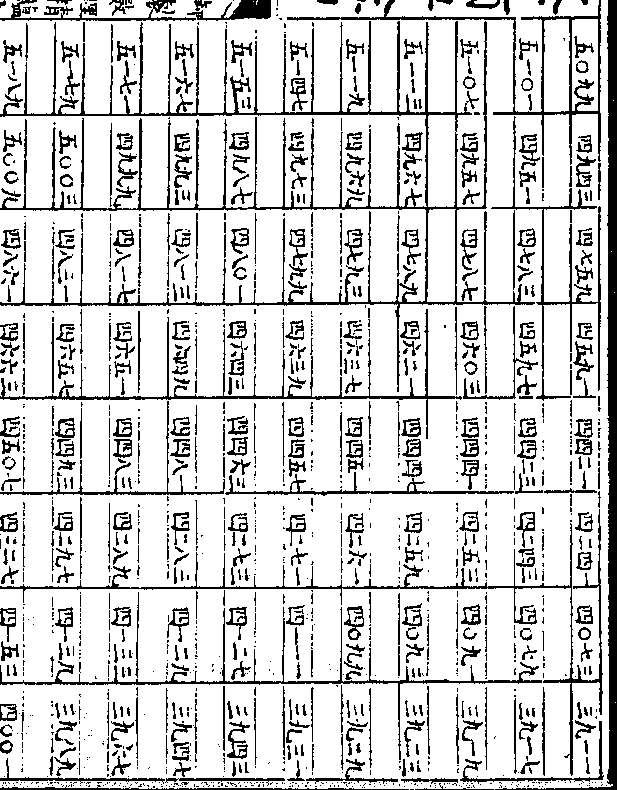 五〇九九 四九四三 四七五九 四五九一 四四二一 四二四一 四〇七三 三九一一
五一〇一 四九五一 四七八三 四五九七 四四二三 四二四三 四〇七九 三九一七
五一〇七 四九五七 四七八七 四六〇三 四四四一 四二五三 四〇九一 三九一九
五一一三 四九六七 四七八九 四六二一 四四四七 四二五九 四〇九三 三九二三
五一一九 四九六九 四七九三 四六三七 四四五一 四二六一 四〇九九 三九二九
五一四七 四九七三 四七九九 四六三九 四四五七 四二七一 四一一一 三九三一
五一五三 四九八七 四八〇一 四六四三 四四六三 四二七三 四一二七 三九四三
五一六七 四九九三 四八一三 四六四九 四四八一 四二八三 四一二九 三九四七
五一七一 四九九九 四八一七 四六五一 四四八三 四二八九 四一三三 三九六七
五一七九 五〇〇三 四八三一 四六五七 四四九三 四二九七 四一三九 三九八九
五一八九 五〇〇九 四八六一 四六六三 四五〇七 四三二七 四一五三 四〇〇一